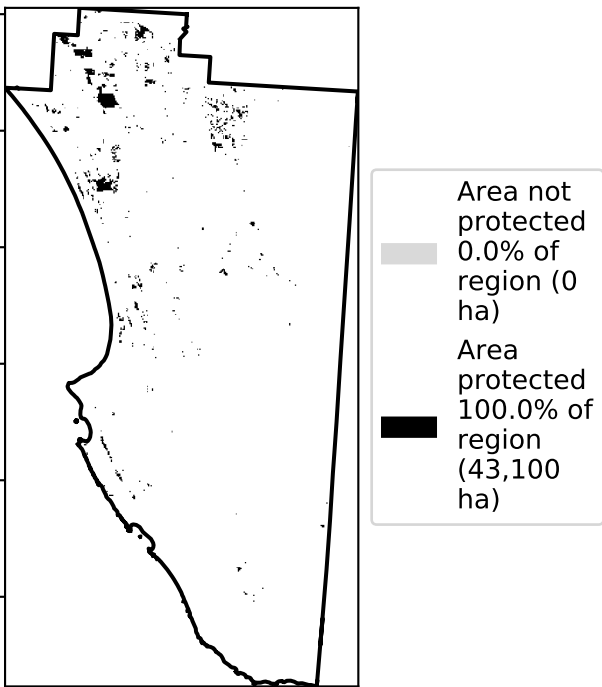 Area not
protected
0.0% of
region (0
ha)
Area
protected
100.0% of
region
(43,100
ha)